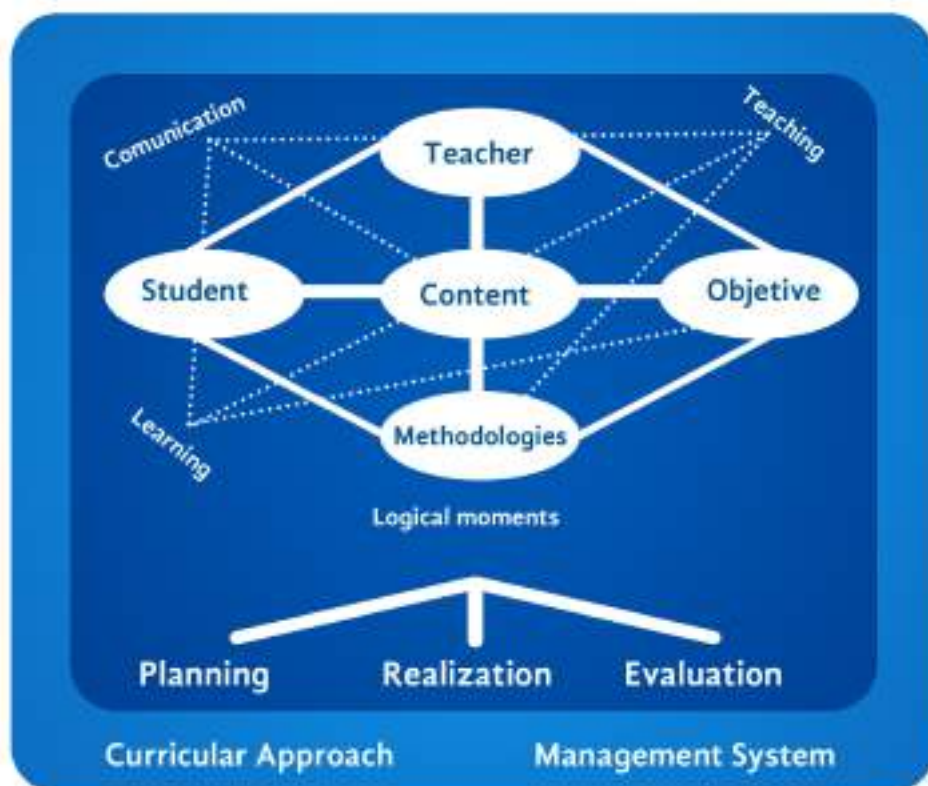 Comunication
Teaching
Teacher
Student
Content
Objetive
Methodologies
Learning
Logical moments
Planning
Realization
Evaluation
Curricular Approach
Management System